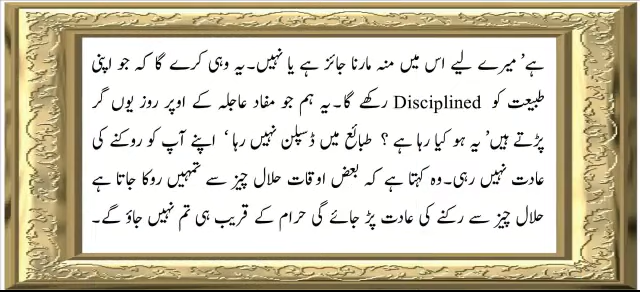 ہے’ میرے لیے اس میں منہ مارنا جائز ہے یا نہیں۔یہ وہی کرے گا کہ جو اپنی
طبیعت کو Disciplined رکھے گا۔یہ ہم جو مفاد عاجلہ کے اوپر روز یوں گر
پڑتے ہیں’ یہ ہو کیا رہا ہے ؟ طبائع میں ڈسپلن نہیں رہا ‘ اپنے آپ کو روکنے کی
عادت نہیں رہی۔وہ کہتا ہے کہ بعض اوقات حلال چیز سے تمہیں روکا جاتا ہے
حلال چیز سے رکنے کی عادت پڑ جائے گی حرام کے قریب ہی تم نہیں جاؤ گے۔